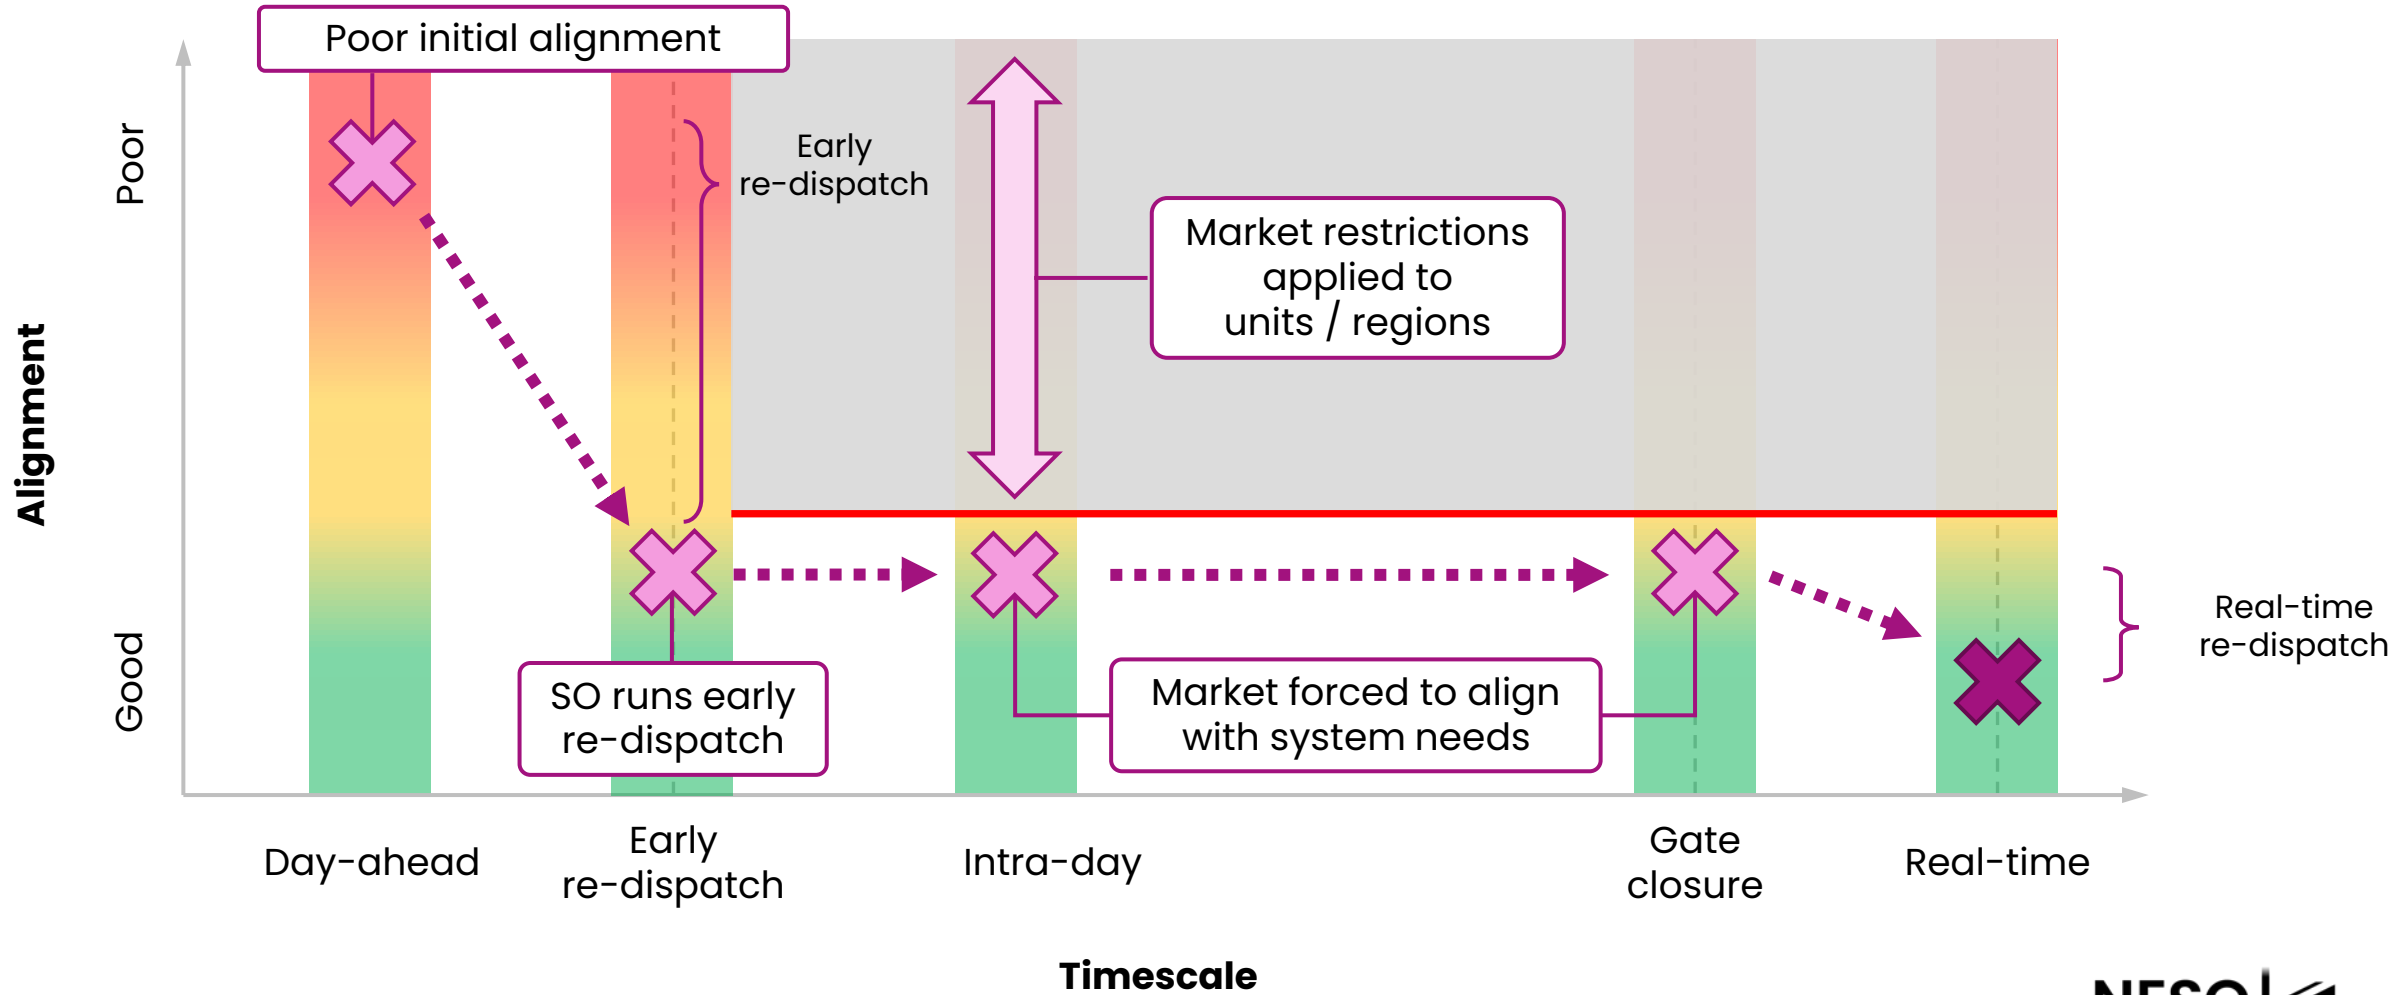 Poor initial alignment
Poor
Good
Alignment
Early
re-dispatch
Market restrictions
applied to
units / regions
SO runs early
re-dispatch
Market forced to align
with system needs
Real-time
re-dispatch
Day-ahead
Early
re-dispatch
Intra-day
Gate
closure
Real-time
Timescale
NESO